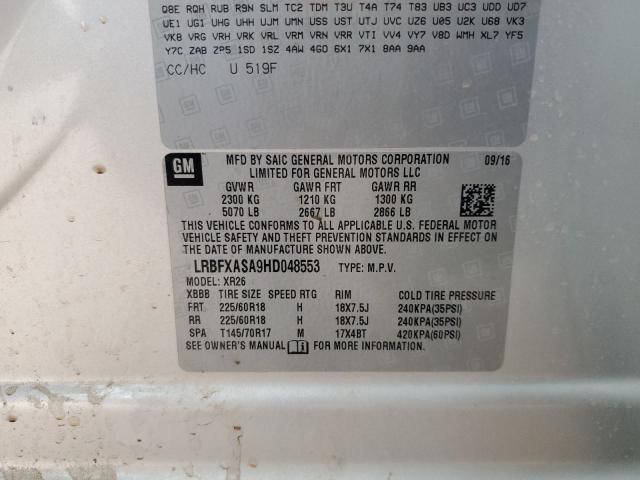 Q8E RQH RUB R9N SLM TC2 TDM T3U T4A T74 T83 UB3 UC3 UDD UD7
UE1 UG1 UHG UHH UJM UMN USS UST UTJ UVC UZ6 U05 U2K U68 VK3
VK8 VRG VRH VRK VRL VRM VRN VRR VTI VV4 VY7 V8D WMH XL7 YF5
Y7C ZAB ZP5 1SD 1SZ 4AW 4G0 6X1 7X1 8AA 9AA
CC/HC U 519F
GM
MFD BY SAIC GENERAL MOTORS CORPORATION 09/16
LIMITED FOR GENERAL MOTORS LLC
GVWR GAWR FRT GAWR RR
2300 KG 1210 KG 1300 KG
5070 LB 2667 LB 2866 LB
THIS VEHICLE CONFORMS TO ALL APPLICABLE U.S. FEDERAL MOTOR
VEHICLE SAFETY AND THEFT PREVENTION STANDARDS IN EFFECT ON
THE DATE OF MANUFACTURE SHOWN ABOVE.
LRBFXASA9HD048553 TYPE: M.P.V.
MODEL: XR26
XBBB TIRE SIZE SPEED RTG RIM COLD TIRE PRESSURE
FRT 225/60R18 H 18X7.5J 240KPA(35PSI)
RR 225/60R18 H 18X7.5J 240KPA(35PSI)
SPA T145/70R17 M 17X4BT 420KPA(60PSI)
SEE OWNER'S MANUAL FOR MORE INFORMATION